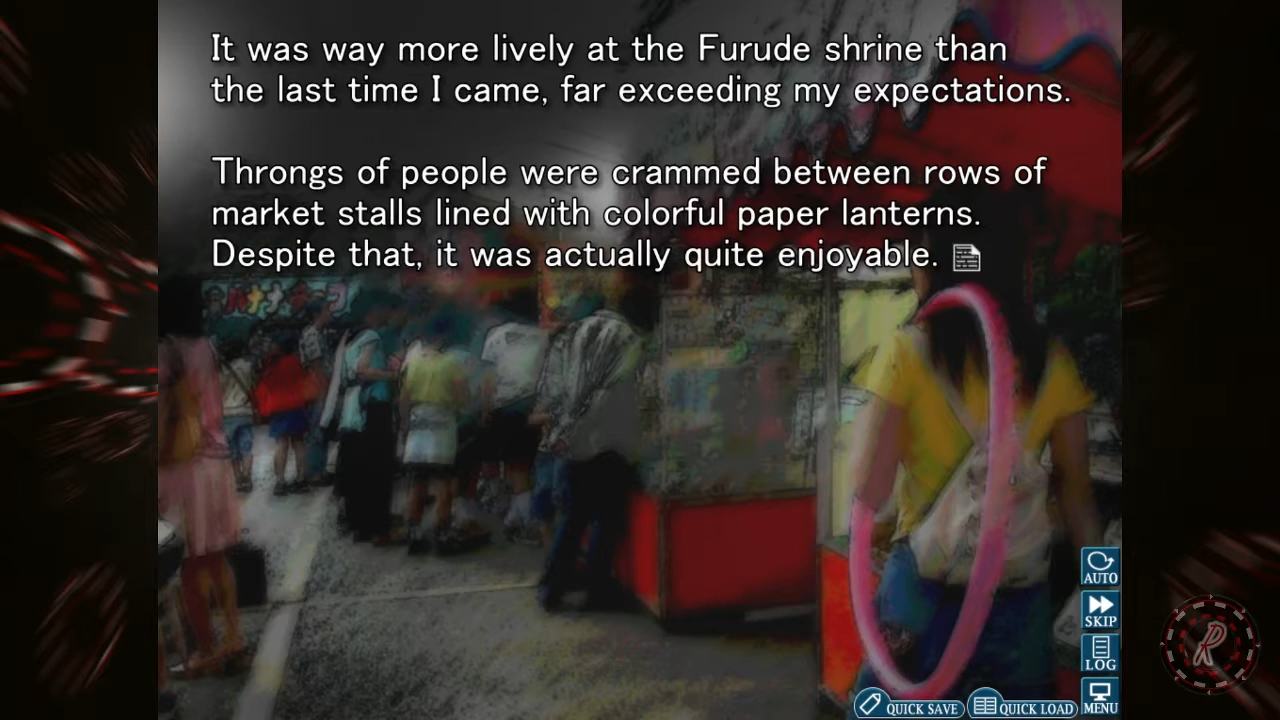 It was way more lively at the Furude shrine than
the last time I came, far exceeding my expectations.
Throngs of people were crammed between rows of
market stalls lined with colorful paper lanterns.
Despite that, it was actually quite enjoyable.
AUTO
SKIP
LOG
MENU
QUICK SAVE
QUICK LOAD
R